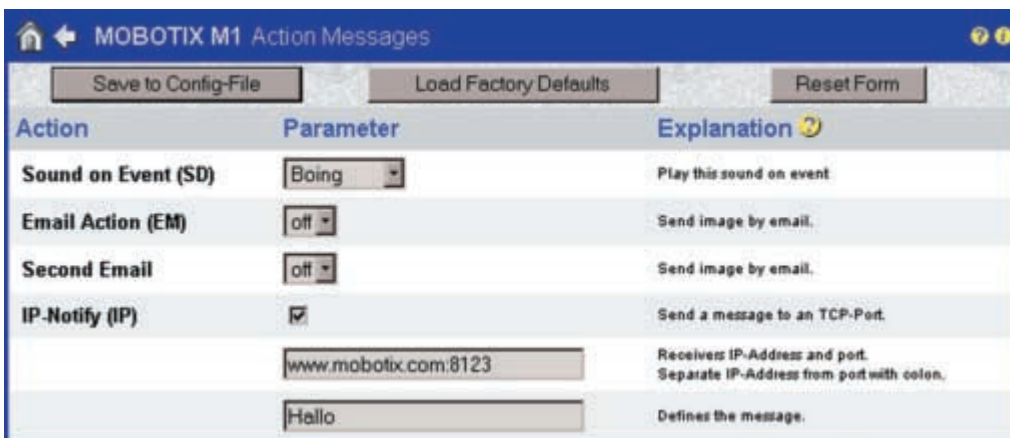 MOBOTIX M1 Action Messages
Save to Config-File Load Factory Defaults Reset Form
Action Parameter Explanation
Sound on Event (SD) Boing Play this sound on event
Email Action (EM) off Send image by email.
Second Email off Send image by email.
IP-Notify (IP) Send a message to an TCP-Port.
www.mobotix.com:8123 Receivers IP-Address and port.
Separate IP-Address from port with colon.
Hallo Defines the message.